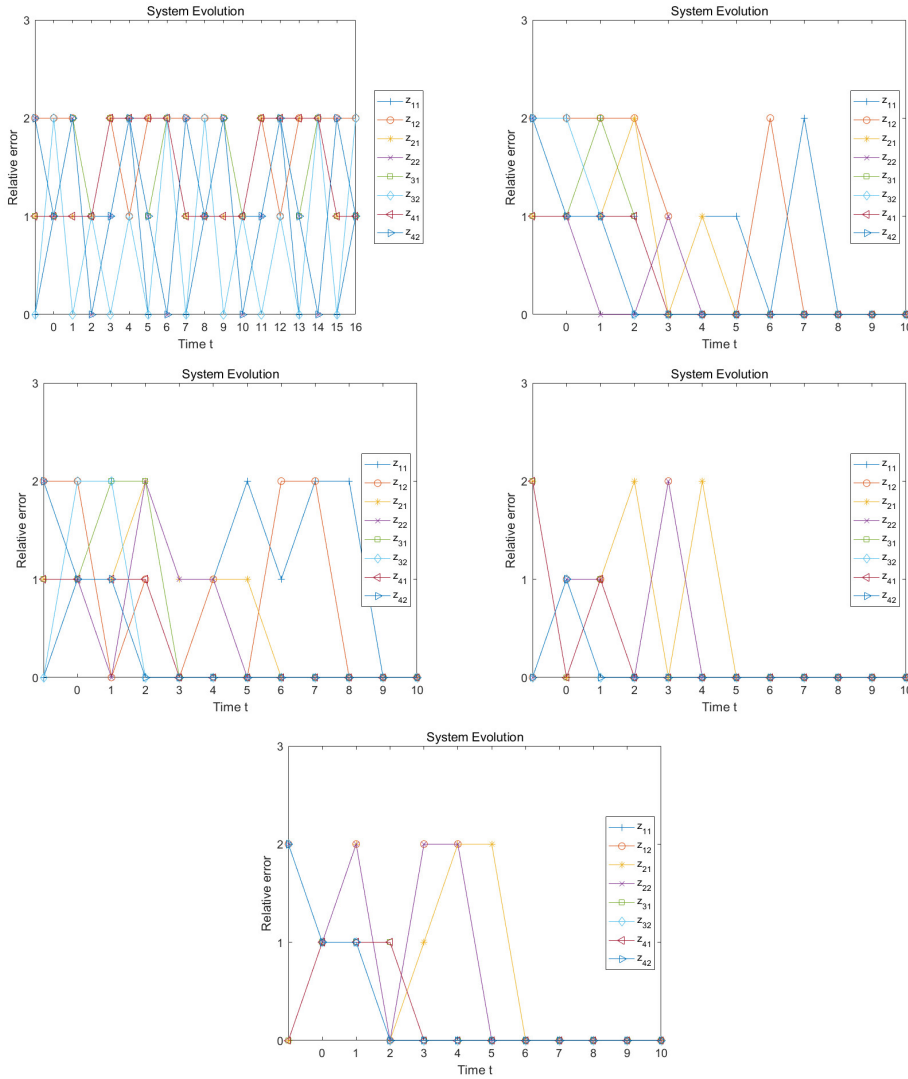 System Evolution
3
2
1
0
Relative error
0 1 2 3 4 5 6 7 8 9 10 11 12 13 14 15 16
Time t
z11
z12
z21
z22
z31
z32
z41
z42
System Evolution
3
2
1
0
Relative error
0 1 2 3 4 5 6 7 8 9 10
Time t
z11
z12
z21
z22
z31
z32
z41
z42
System Evolution
3
2
1
0
Relative error
0 1 2 3 4 5 6 7 8 9 10
Time t
z11
z12
z21
z22
z31
z32
z41
z42
System Evolution
3
2
1
0
Relative error
0 1 2 3 4 5 6 7 8 9 10
Time t
z11
z12
z21
z22
z31
z32
z41
z42
System Evolution
3
2
1
0
Relative error
0 1 2 3 4 5 6 7 8 9 10
Time t
z11
z12
z21
z22
z31
z32
z41
z42